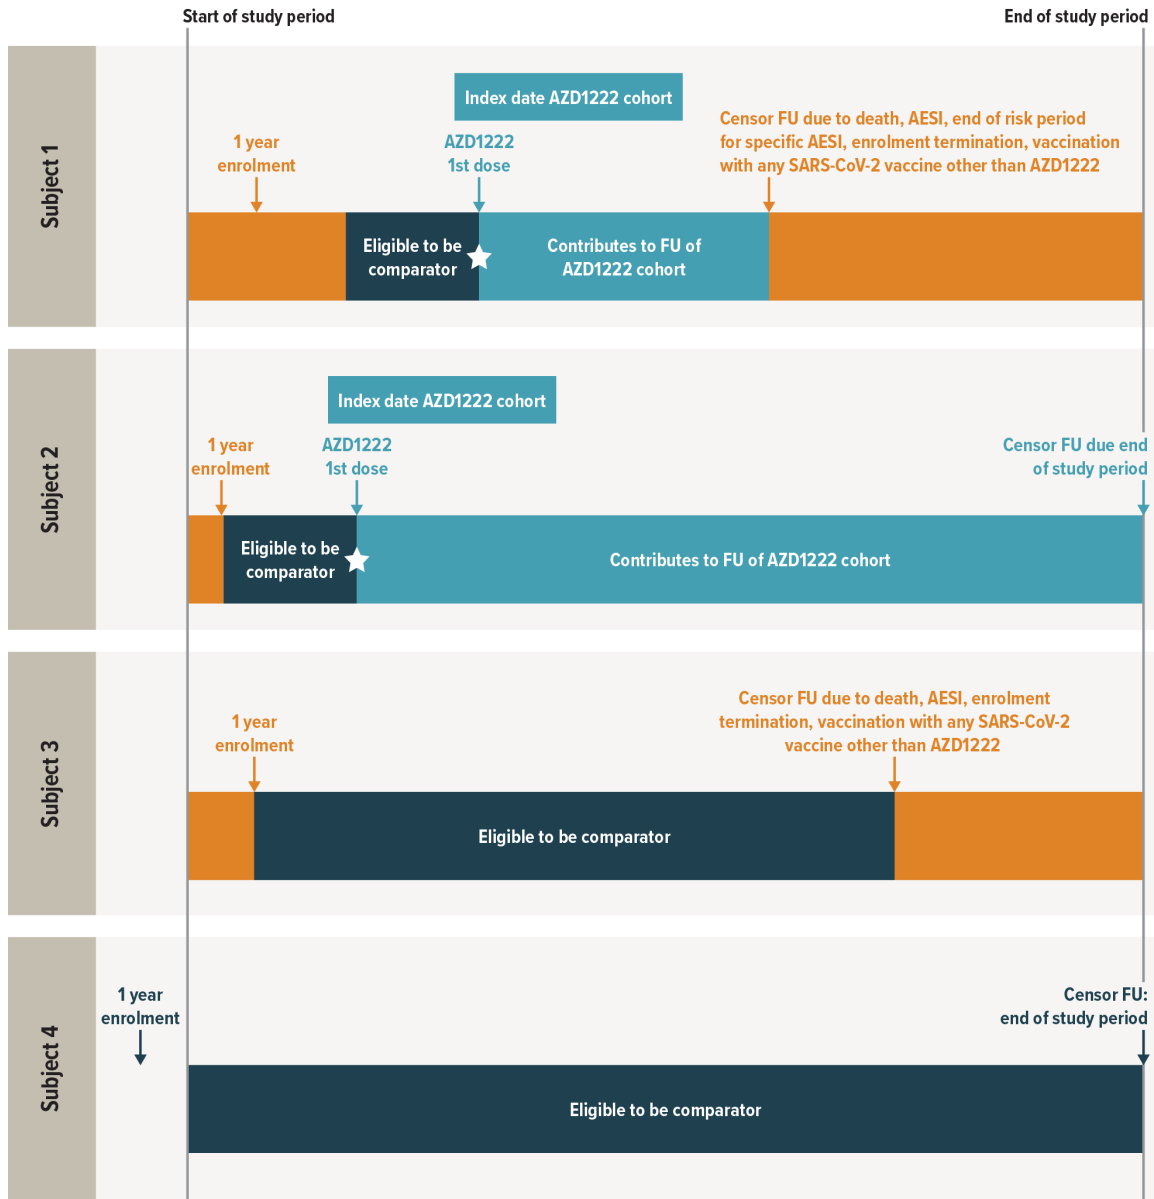 Start of study period
End of study period
Subject 1
Index date AZD1222 cohort
1 year
enrolment
AZD1222
1st dose
Censor FU due to death, AESI, end of risk period
for specific AESI, enrolment termination, vaccination
with any SARS-CoV-2 vaccine other than AZD1222
Eligible to be
comparator
Contributes to FU of
AZD1222 cohort
Subject 2
Index date AZD1222 cohort
1 year
enrolment
AZD1222
1st dose
Censor FU due end
of study period
Eligible to be
comparator
Contributes to FU of AZD1222 cohort
Subject 3
1 year
enrolment
Censor FU due to death, AESI, enrolment
termination, vaccination with any SARS-CoV-2
vaccine other than AZD1222
Eligible to be comparator
Subject 4
1 year
enrolment
Censor FU:
end of study period
Eligible to be comparator